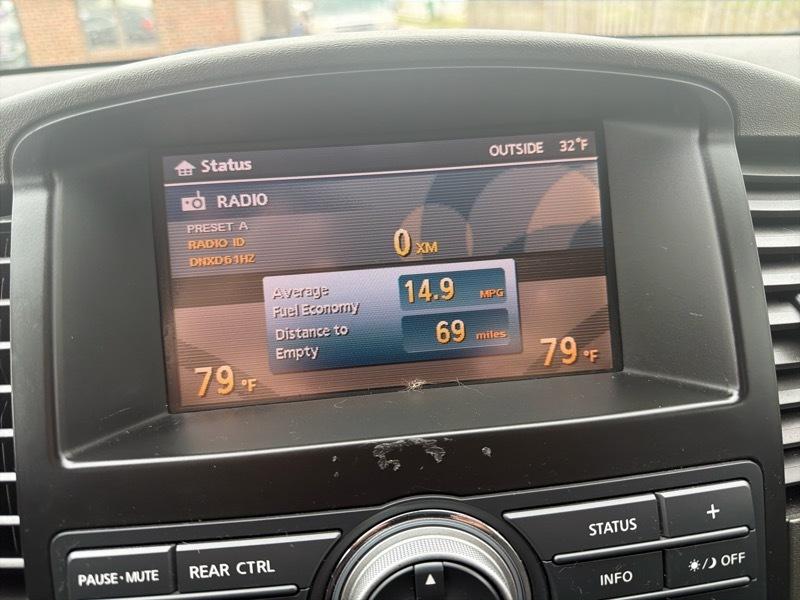 Status
OUTSIDE 32°F
RADIO
PRESET A
RADIO ID
DNXD61HZ
0 XM
Average Fuel Economy 14.9 MPG
Distance to Empty 69 miles
79 °F
79 °F
PAUSE·MUTE
REAR CTRL
STATUS
+
INFO
OFF